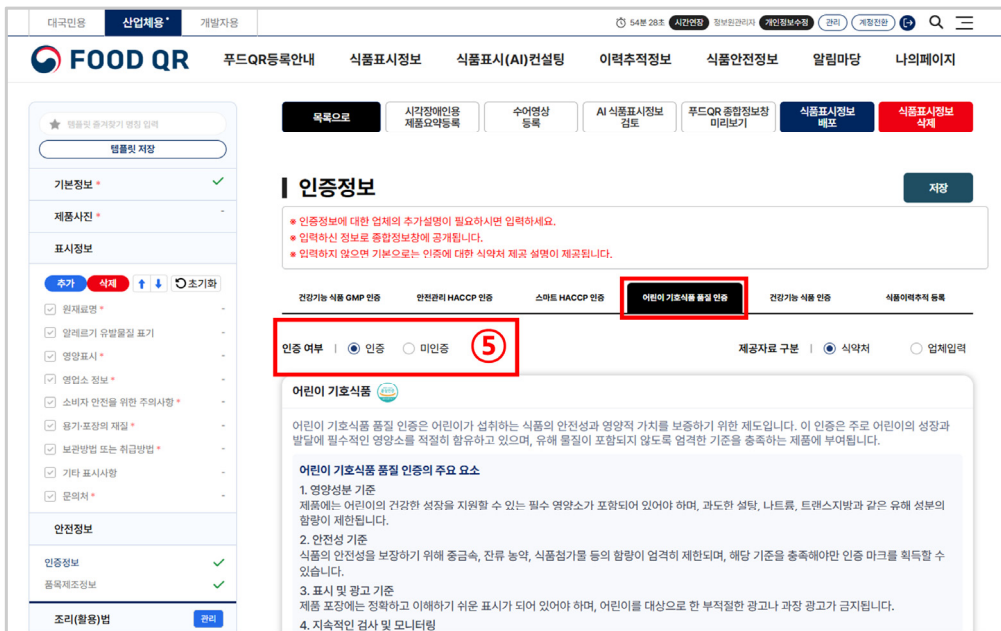 대국민용 산업체용 개발자용
54분 28초 시간연장 정보원관리자 개인정보수정 관리 계정전환
FOOD QR 푸드QR등록안내 식품표시정보 식품표시(AI)컨설팅 이력추적정보 식품안전정보 알림마당 나의페이지
템플릿 즐겨찾기 명칭 입력
템플릿 저장
기본정보 *
제품사진 * -
표시정보
추가 삭제 초기화
원재료명 * -
알레르기 유발물질 표기 -
영양표시 * -
영업소 정보 * -
소비자 안전을 위한 주의사항 * -
용기·포장의 재질 * -
보관방법 또는 취급방법 * -
기타 표시사항 -
문의처 * -
안전정보
인증정보
품목제조정보
조리(활용)법 관리
목록으로
시각장애인용
제품요약등록
수어영상
등록
AI 식품표시정보
검토
푸드QR 종합정보창
미리보기
식품표시정보
배포
식품표시정보
삭제
인증정보 저장
※ 인증정보에 대한 업체의 추가설명이 필요하시면 입력하세요.
※ 입력하신 정보로 종합정보창에 공개됩니다.
※ 입력하지 않으면 기본으로는 인증에 대한 식약처 제공 설명이 제공됩니다.
건강기능 식품 GMP 인증 안전관리 HACCP 인증 스마트 HACCP 인증 어린이 기호식품 품질 인증 건강기능 식품 인증 식품이력추적 등록
인증 여부 | 인증 미인증 ⑤ 제공자료 구분 | 식약처 업체입력
어린이 기호식품
어린이 기호식품 품질 인증은 어린이가 섭취하는 식품의 안전성과 영양적 가치를 보증하기 위한 제도입니다. 이 인증은 주로 어린이의 성장과
발달에 필수적인 영양소를 적절히 함유하고 있으며, 유해 물질이 포함되지 않도록 엄격한 기준을 충족하는 제품에 부여됩니다.
어린이 기호식품 품질 인증의 주요 요소
1. 영양성분 기준
제품에는 어린이의 건강한 성장을 지원할 수 있는 필수 영양소가 포함되어 있어야 하며, 과도한 설탕, 나트륨, 트랜스지방과 같은 유해 성분의
함량이 제한됩니다.
2. 안전성 기준
식품의 안전성을 보장하기 위해 중금속, 잔류 농약, 식품첨가물 등의 함량이 엄격히 제한되며, 해당 기준을 충족해야만 인증 마크를 획득할 수
있습니다.
3. 표시 및 광고 기준
제품 포장에는 정확하고 이해하기 쉬운 표시가 되어 있어야 하며, 어린이를 대상으로 한 부적절한 광고나 과장 광고가 금지됩니다.
4. 지속적인 검사 및 모니터링